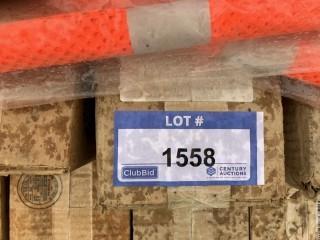 LOT #
1558
ClubBid
CENTURY
AUCTIONS